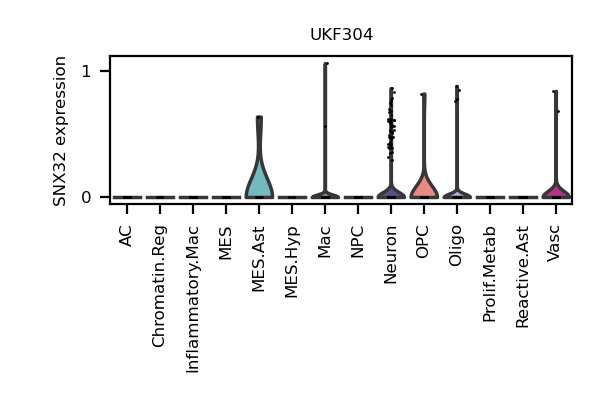 UKF304
SNX32 expression
1
0
AC
Chromatin.Reg
Inflammatory.Mac
MES
MES.Ast
MES.Hyp
Mac
NPC
Neuron
OPC
Oligo
Prolif.Metab
Reactive.Ast
Vasc